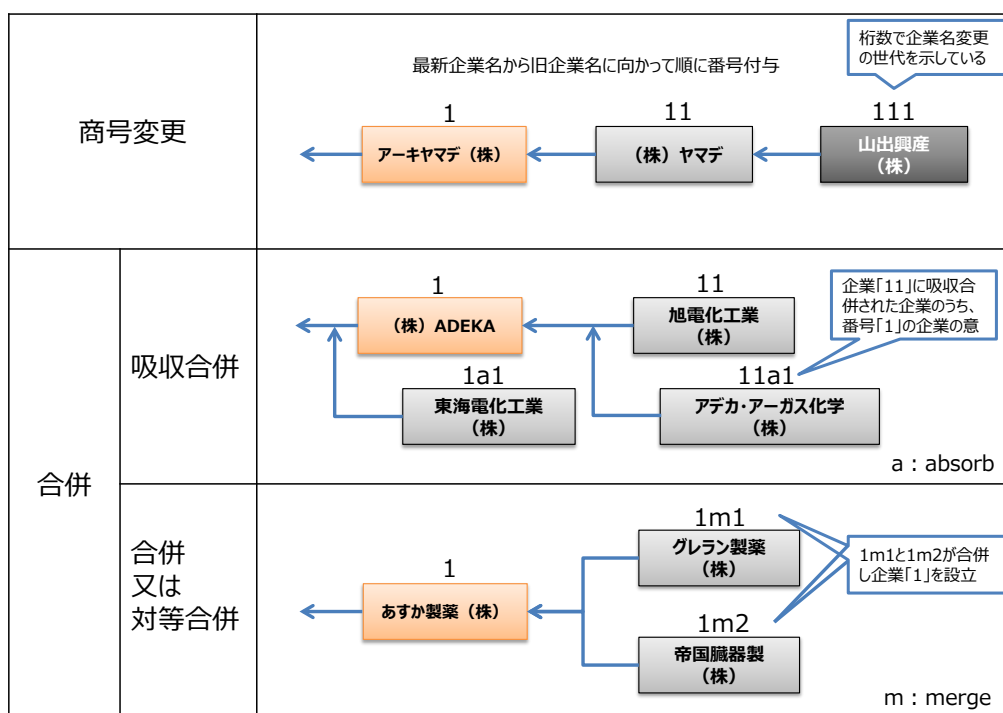 最新企業名から旧企業名に向かって順に番号付与
桁数で企業名変更
の世代を示している
商号変更
1
11
111
アーキヤマデ（株）
（株）ヤマデ
山出興産
（株）
合併
吸収合併
1
11
企業「11」に吸収合
併された企業のうち、
番号「1」の企業の意
（株）ADEKA
旭電化工業
（株）
1a1
11a1
東海電化工業
（株）
アデカ・アーガス化学
（株）
a：absorb
合併
又は
対等合併
1m1
グレラン製薬
（株）
1m1と1m2が合併
し企業「1」を設立
1
あすか製薬（株）
1m2
帝国臓器製
（株）
m：merge